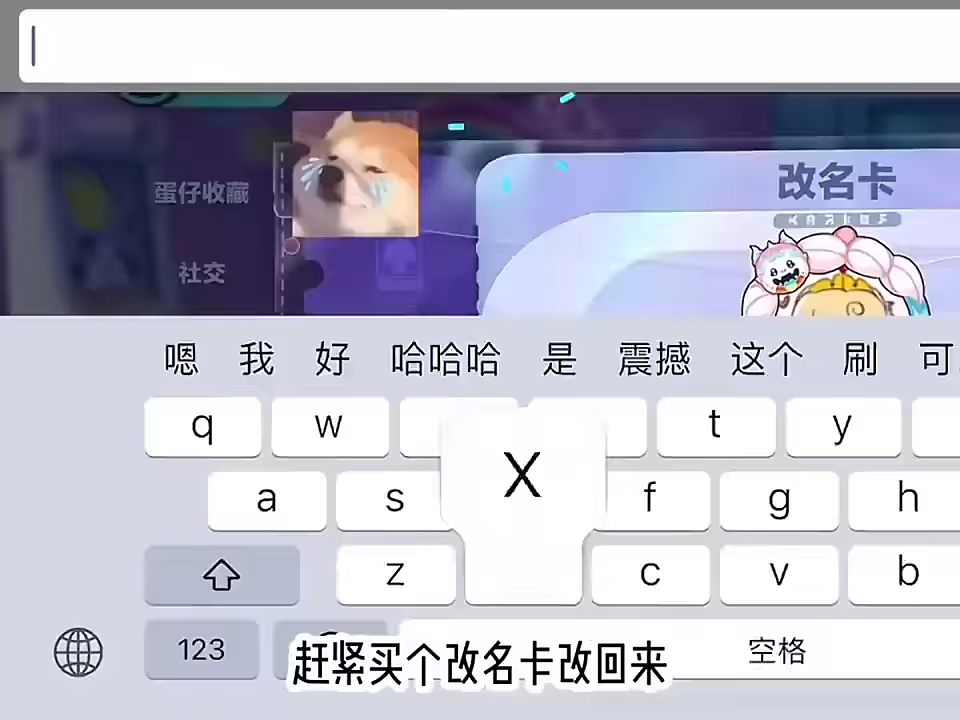 蛋仔收藏
改名卡
社交
嗯 我 好 哈哈哈 是 震撼 这个 刷 可
q w t y
X
a s f g h
z c v b
123 空格
赶紧买个改名卡改回来